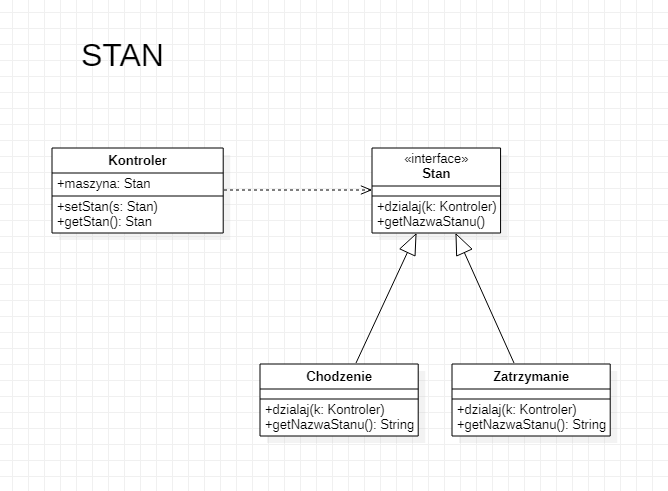 STAN
Kontroler
+maszyna: Stan
+setStan(s: Stan)
+getStan(): Stan
«interface»
Stan
+dzialaj(k: Kontroler)
+getNazwaStanu()
Chodzenie
+dzialaj(k: Kontroler)
+getNazwaStanu(): String
Zatrzymanie
+dzialaj(k: Kontroler)
+getNazwaStanu(): String